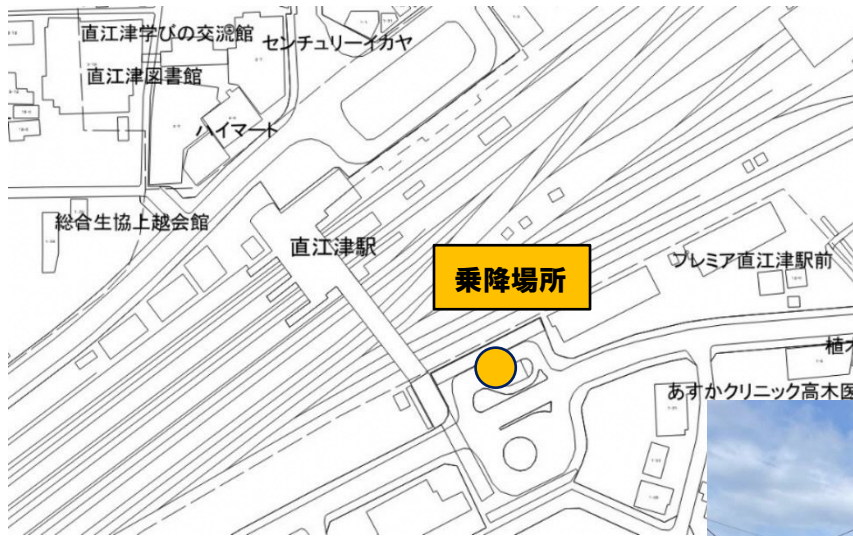 直江津学びの交流館
センチュリーイカヤ
直江津図書館
ハイマート
総合生協上越会館
直江津駅
乗降場所
プレミア直江津駅前
植木
あすかクリニック高木医